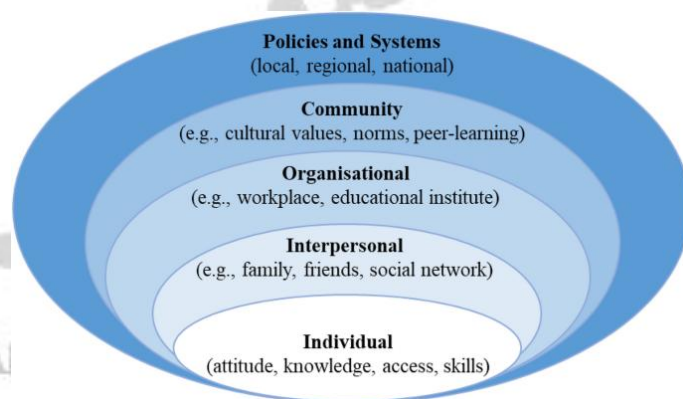 Policies and Systems
(local, regional, national)
Community
(e.g., cultural values, norms, peer-learning)
Organisational
(e.g., workplace, educational institute)
Interpersonal
(e.g., family, friends, social network)
Individual
(attitude, knowledge, access, skills)